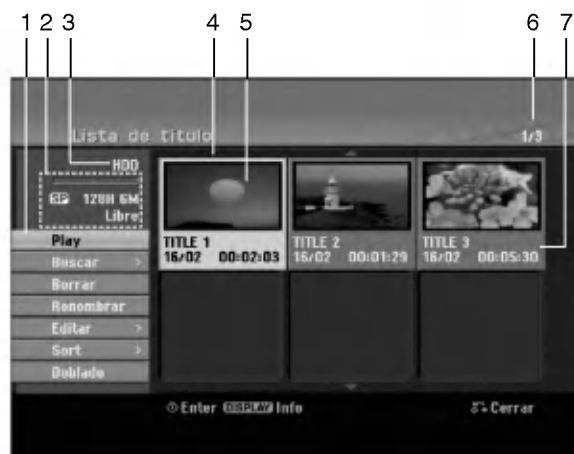 1 2 3 4 5 6 7
Lista de título
1/3
HDD
SP 128H 6M
Libre
Play
Buscar >
Borrar
Renombrar
Editar >
Sort >
Doblado
TITLE 1
16/02 00:02:03
TITLE 2
16/02 00:01:29
TITLE 3
16/02 00:05:30
Enter DISPLAY Info
Cerrar